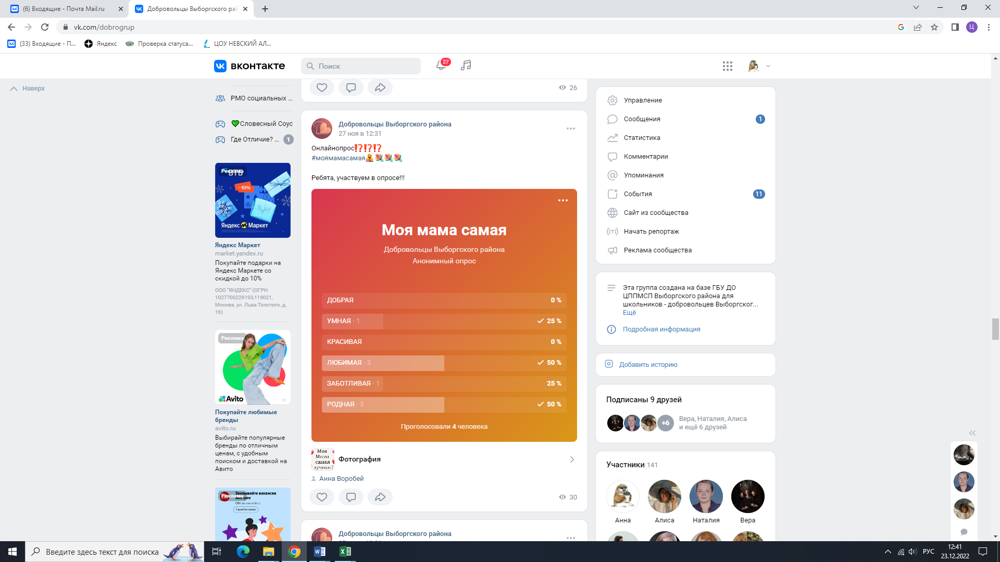 (6) Входящие - Почта Mail.ru
Добровольцы Выборгского рай
vk.com/dobrogrup
Ц
(33) Входящие - П...
Яндекс
Проверка статуса...
ЦОУ НЕВСКИЙ АЛ...
вконтакте
Поиск
27
Наверх
РМО социальных ...
💚Словесный Соус
Где Отличие? ...
1
Реклама
ВТБ
-10%
Яндекс Маркет
Яндекс Маркет
market.yandex.ru
Покупайте подарки на
Яндекс Маркете со
скидкой до 10%
ООО "ЯНДЕКС" (ОГРН
1027700229193,119021,
Москва, ул. Льва Толстого, д.
16)
Реклама
Avito
6+
Покупайте любимые
бренды
avito.ru
Выбирайте популярные
бренды по отличным
ценам, с удобным
поиском и доставкой на
Авито
Реклама
Закрывайте вакансии
быстрее
7 дней бесплатно
26
Добровольцы Выборгского района
27 ноя в 12:31
Онлайнопрос⁉⁉⁉
#моямамасамая👩‍👧💐💐💐
Ребята, участвуем в опросе!!!
Моя мама самая
Добровольцы Выборгского района
Анонимный опрос
ДОБРАЯ 0 %
УМНАЯ · 1 25 %
КРАСИВАЯ 0 %
ЛЮБИМАЯ · 2 50 %
ЗАБОТЛИВАЯ · 1 25 %
РОДНАЯ · 2 50 %
Проголосовали 4 человека
Моя
Мама
самая
лучшая!
Фотография
Анна Воробей
30
Добровольцы Выборгского района
Управление
Сообщения 1
Статистика
Комментарии
Упоминания
События 11
Сайт из сообщества
Начать репортаж
Реклама сообщества
Эта группа создана на базе ГБУ ДО
ЦППМСП Выборгского района для
школьников - добровольцев Выборгског...
Ещё
Подробная информация
Добавить историю
Подписаны 9 друзей
+6
Вера, Наталия, Алиса
и ещё 6 друзей
Участники 141
Анна
Алиса
Наталия
Вера
Введите здесь текст для поиска
РУС
12:41
23.12.2022